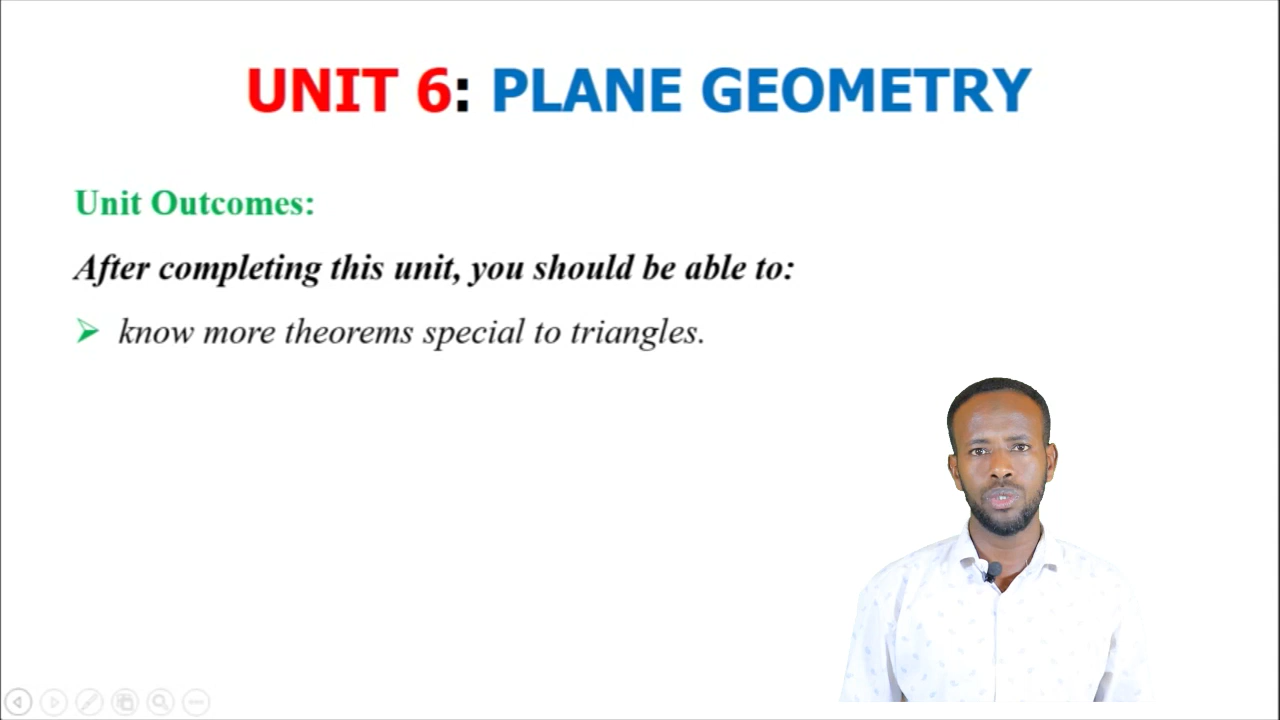 UNIT 6: PLANE GEOMETRY
Unit Outcomes:
After completing this unit, you should be able to:
know more theorems special to triangles.